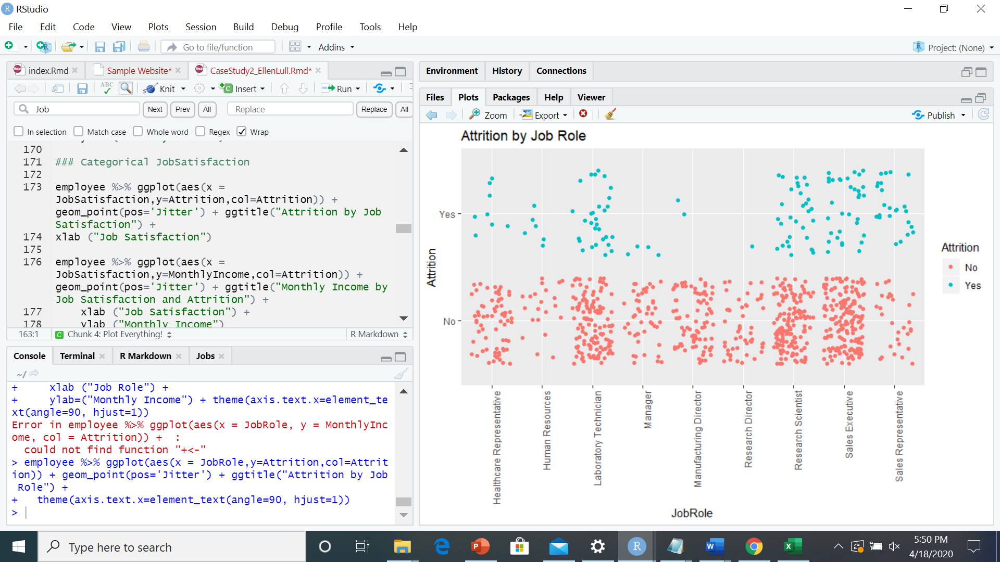 RStudio
File Edit Code View Plots Session Build Debug Profile Tools Help
Go to file/function Addins Project: (None)
index.Rmd Sample Website* CaseStudy2_EllenLull.Rmd*
ABC Knit Insert Run
Job Next Prev All Replace Replace All
In selection Match case Whole word Regex Wrap
170
171 ### Categorical JobSatisfaction
172
173 employee %>% ggplot(aes(x =
JobSatisfaction,y=Attrition,col=Attrition)) +
geom_point(pos='Jitter') + ggtitle("Attrition by Job
Satisfaction") +
174 xlab ("Job Satisfaction")
175
176 employee %>% ggplot(aes(x =
JobSatisfaction,y=MonthlyIncome,col=Attrition)) +
geom_point(pos='Jitter') + ggtitle("Monthly Income by
Job Satisfaction and Attrition") +
177 xlab ("Job Satisfaction") +
178 ylab ("Monthly Income")
163:1 Chunk 4: Plot Everything! R Markdown
Console Terminal R Markdown Jobs
~/
+ xlab ("Job Role") +
+ ylab=("Monthly Income") + theme(axis.text.x=element_te
xt(angle=90, hjust=1))
Error in employee %>% ggplot(aes(x = JobRole, y = MonthlyInc
ome, col = Attrition)) + :
could not find function "+<-"
> employee %>% ggplot(aes(x = JobRole,y=Attrition,col=Attrit
ion)) + geom_point(pos='Jitter') + ggtitle("Attrition by Job
Role") +
+ theme(axis.text.x=element_text(angle=90, hjust=1))
>
Environment History Connections
Files Plots Packages Help Viewer
Zoom Export Publish
Attrition by Job Role
Attrition
Yes
No
Healthcare Representative
Human Resources
Laboratory Technician
Manager
Manufacturing Director
Research Director
Research Scientist
Sales Executive
Sales Representative
JobRole
Attrition
No
Yes
Type here to search
5:50 PM
4/18/2020